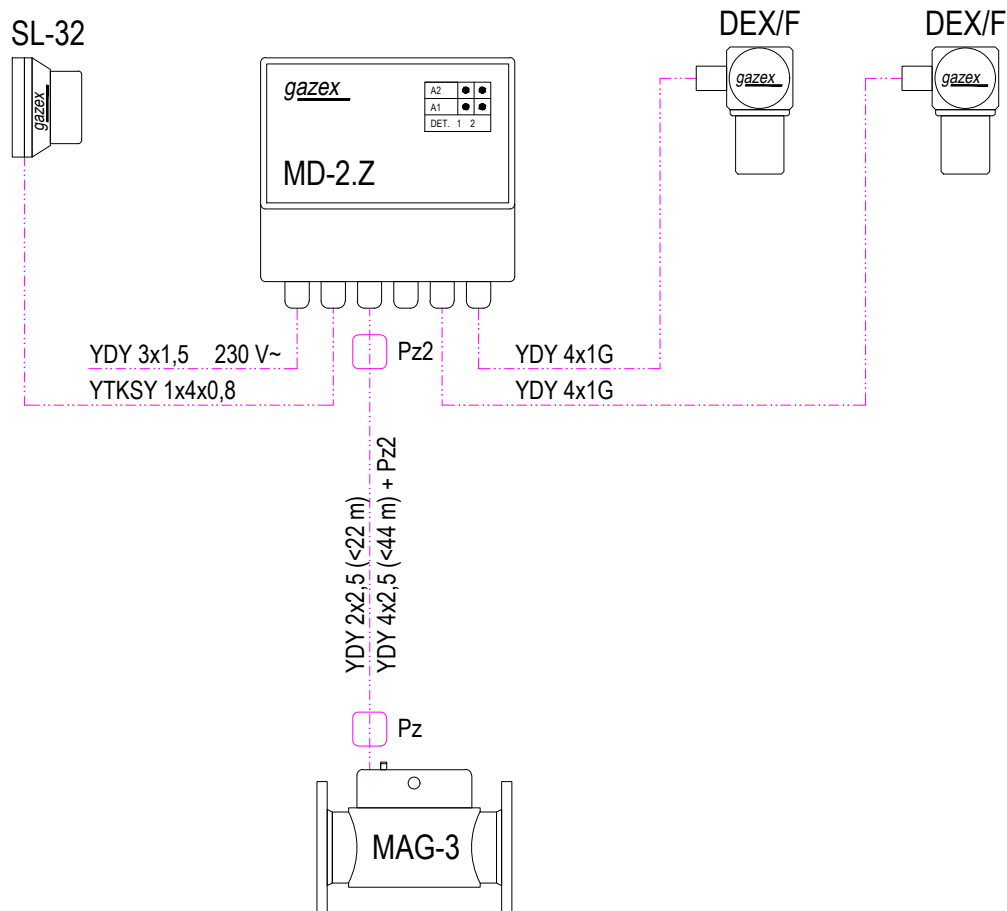 SL-32
gazex
gazex
A2
A1
DET. 1 2
MD-2.Z
DEX/F
gazex
DEX/F
gazex
YDY 3x1,5 230 V~
YTKSY 1x4x0,8
Pz2
YDY 4x1G
YDY 4x1G
YDY 2x2,5 (<22 m)
YDY 4x2,5 (<44 m) + Pz2
Pz
MAG-3